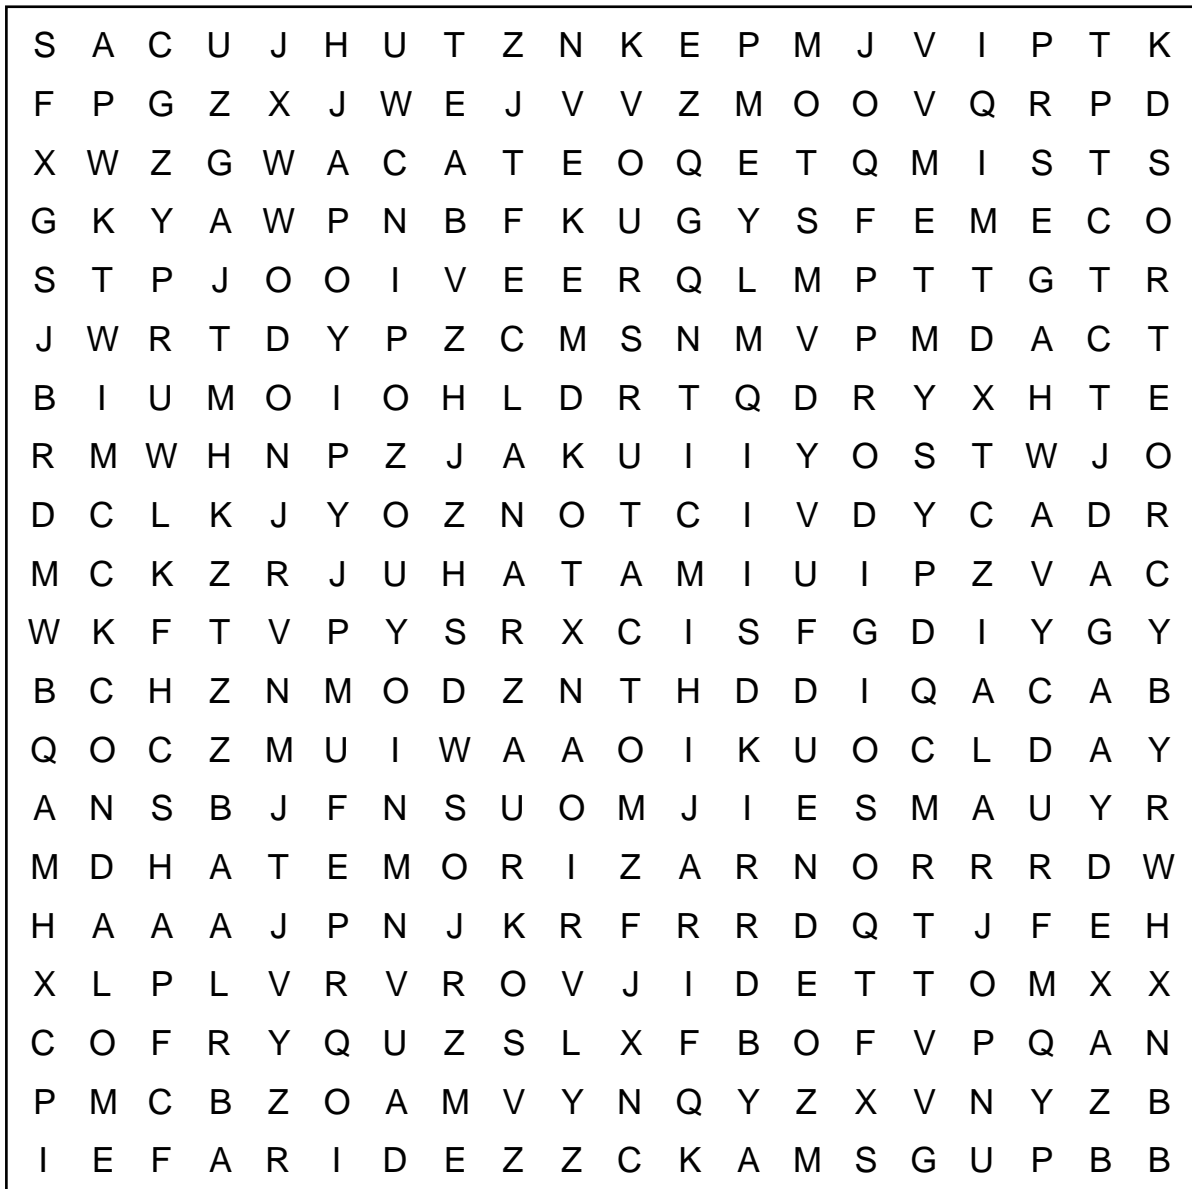 S A C U J H U T Z N K E P M J V I P T K
F P G Z X J W E J V V Z M O O V Q R P D
X W Z G W A C A T E O Q E T Q M I S T S
G K Y A W P N B F K U G Y S F E M E C O
S T P J O O I V E E R Q L M P T T G T R
J W R T D Y P Z C M S N M V P M D A C T
B I U M O I O H L D R T Q D R Y X H T E
R M W H N P Z J A K U I I Y O S T W J O
D C L K J Y O Z N O T C I V D Y C A D R
M C K Z R J U H A T A M I U I P Z V A C
W K F T V P Y S R X C I S F G D I Y G Y
B C H Z N M O D Z N T H D D I Q A C A B
Q O C Z M U I W A A O I K U O C L D A Y
A N S B J F N S U O M J I E S M A U Y R
M D H A T E M O R I Z A R N O R R R D W
H A A A J P N J K R F R R D Q T J F E H
X L P L V R V R O V J I D E T T O M X X
C O F R Y Q U Z S L X F B O F V P Q A N
P M C B Z O A M V Y N Q Y Z X V N Y Z B
I E F A R I D E Z Z C K A M S G U P B B